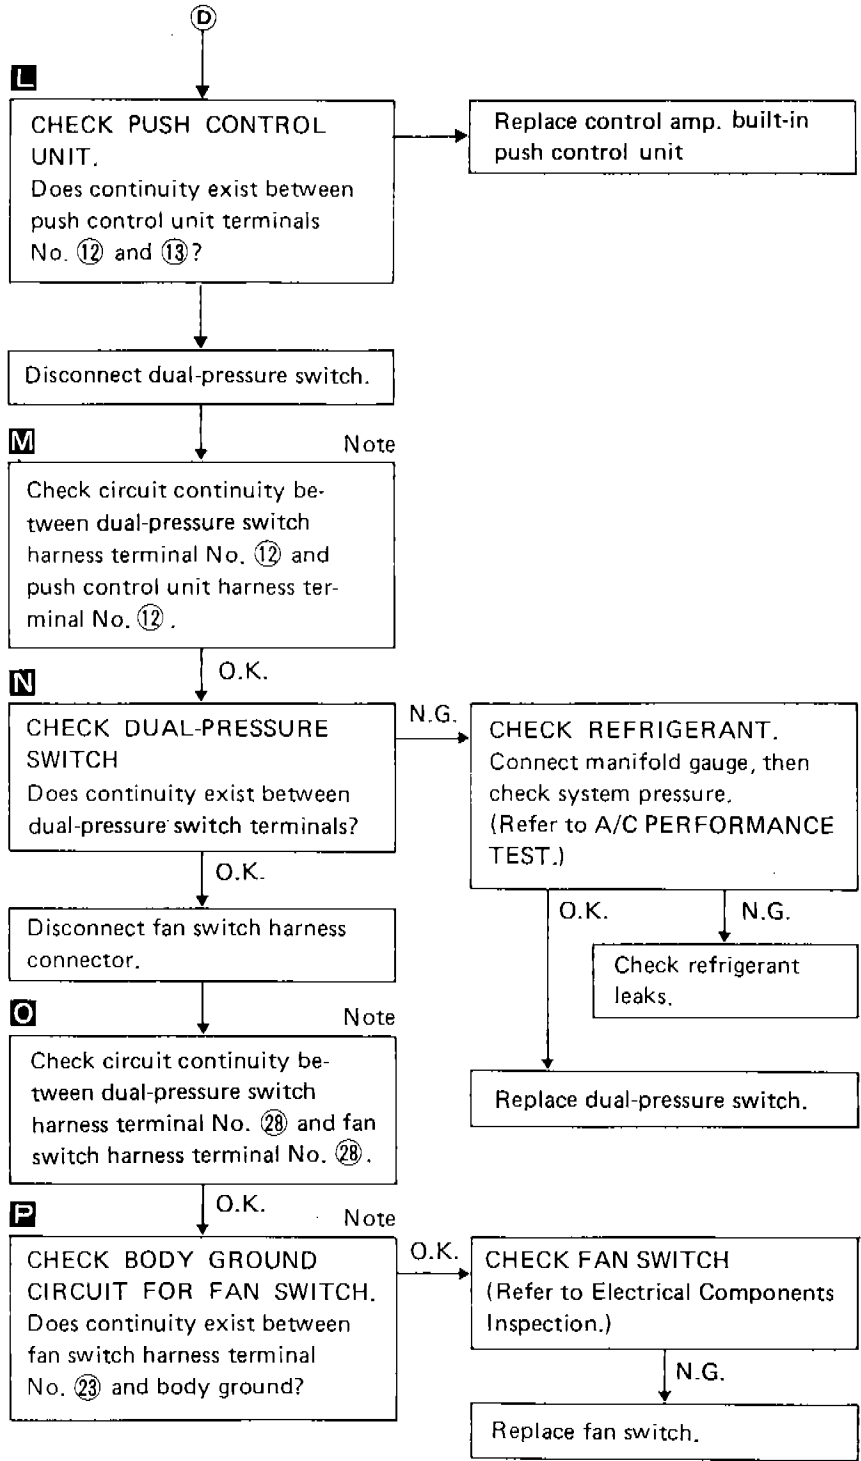 D
L
CHECK PUSH CONTROL
UNIT.
Does continuity exist between
push control unit terminals
No. ⑫ and ⑬?
Replace control amp. built-in
push control unit
Disconnect dual-pressure switch.
M
Note
Check circuit continuity be-
tween dual-pressure switch
harness terminal No. ⑫ and
push control unit harness ter-
minal No. ⑫.
O.K.
N
CHECK DUAL-PRESSURE
SWITCH
Does continuity exist between
dual-pressure switch terminals?
N.G.
CHECK REFRIGERANT.
Connect manifold gauge, then
check system pressure.
(Refer to A/C PERFORMANCE
TEST.)
O.K.
O.K.
N.G.
Disconnect fan switch harness
connector.
Check refrigerant
leaks.
O
Note
Check circuit continuity be-
tween dual-pressure switch
harness terminal No. ㉘ and fan
switch harness terminal No. ㉘.
Replace dual-pressure switch.
O.K.
P
Note
CHECK BODY GROUND
CIRCUIT FOR FAN SWITCH.
Does continuity exist between
fan switch harness terminal
No. ㉓ and body ground?
O.K.
CHECK FAN SWITCH
(Refer to Electrical Components
Inspection.)
N.G.
Replace fan switch.